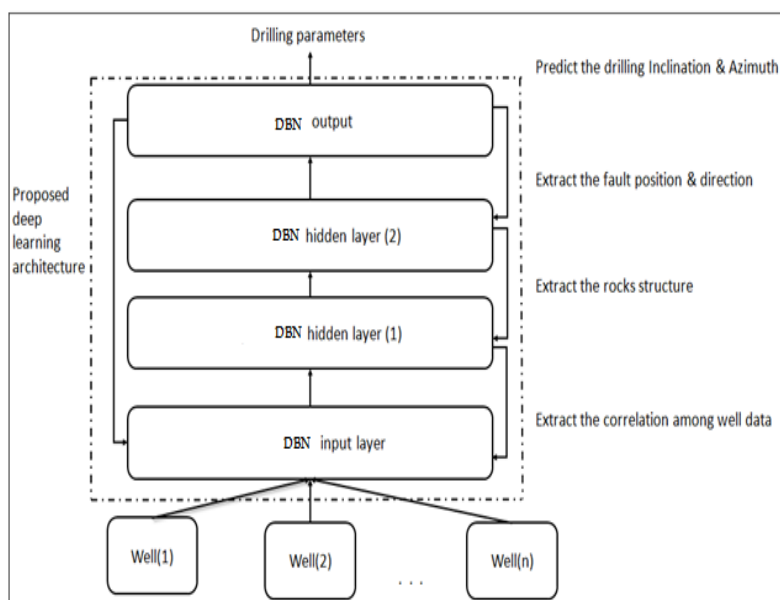 Drilling parameters
Predict the drilling Inclination & Azimuth
DBN output
Extract the fault position & direction
Proposed
deep
learning
architecture
DBN hidden layer (2)
Extract the rocks structure
DBN hidden layer (1)
Extract the correlation among well data
DBN input layer
Well(1)
Well(2)
. . .
Well(n)